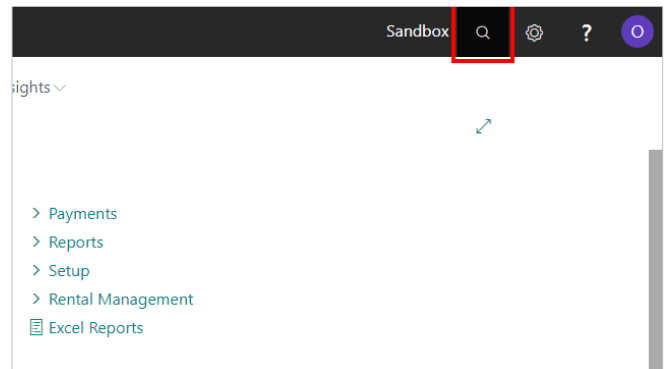 Sandbox
?
O
sights
Payments
Reports
Setup
Rental Management
Excel Reports